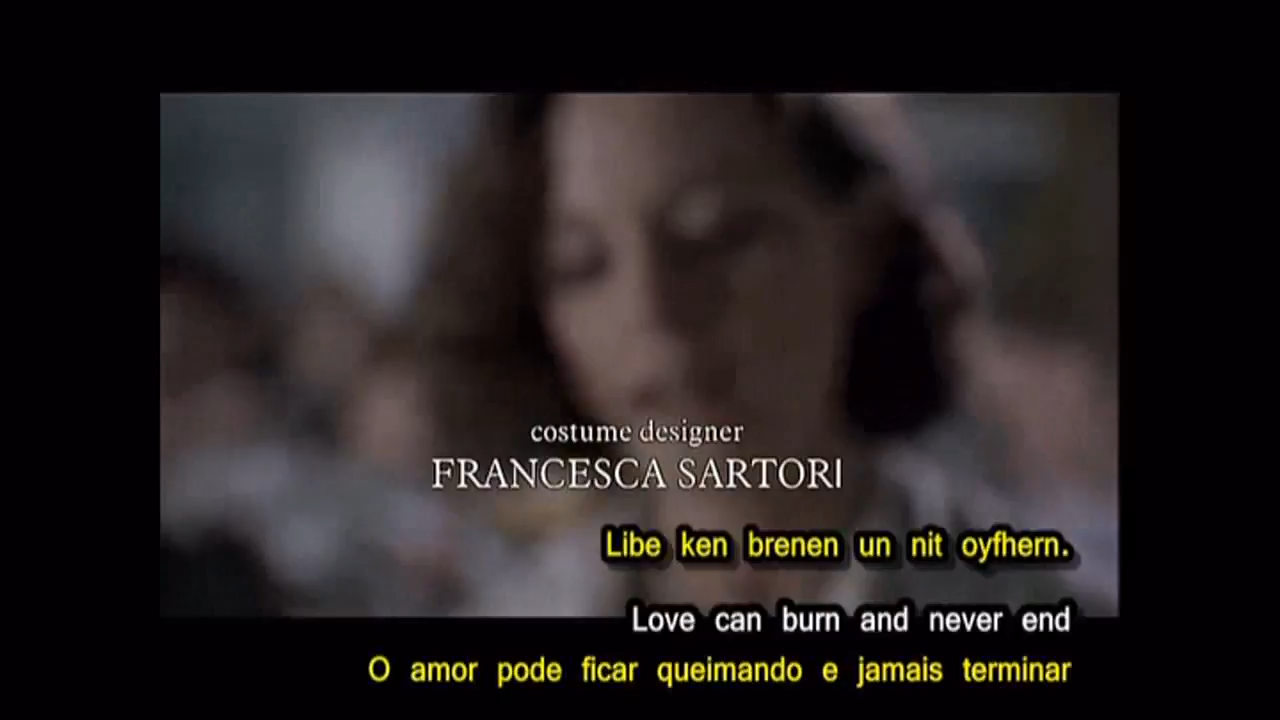 costume designer
FRANCESCA SARTORI
Libe ken brenen un nit oyfhern.
Love can burn and never end
O amor pode ficar queimando e jamais terminar